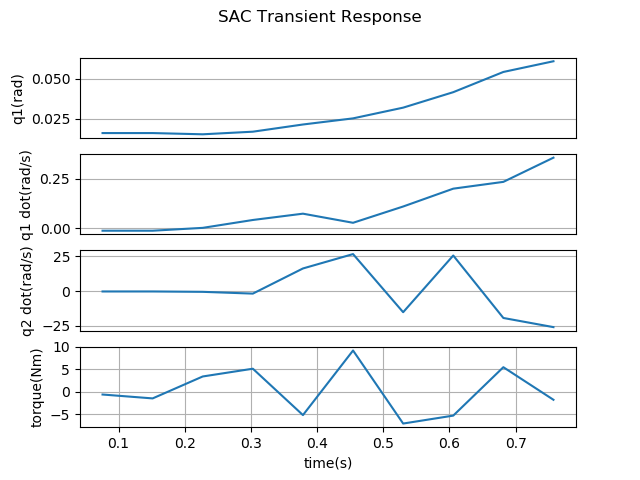 SAC Transient Response
q1(rad)
0.050
0.025
q1 dot(rad/s)
0.25
0.00
q2 dot(rad/s)
25
0
−25
torque(Nm)
10
5
0
−5
0.1 0.2 0.3 0.4 0.5 0.6 0.7
time(s)